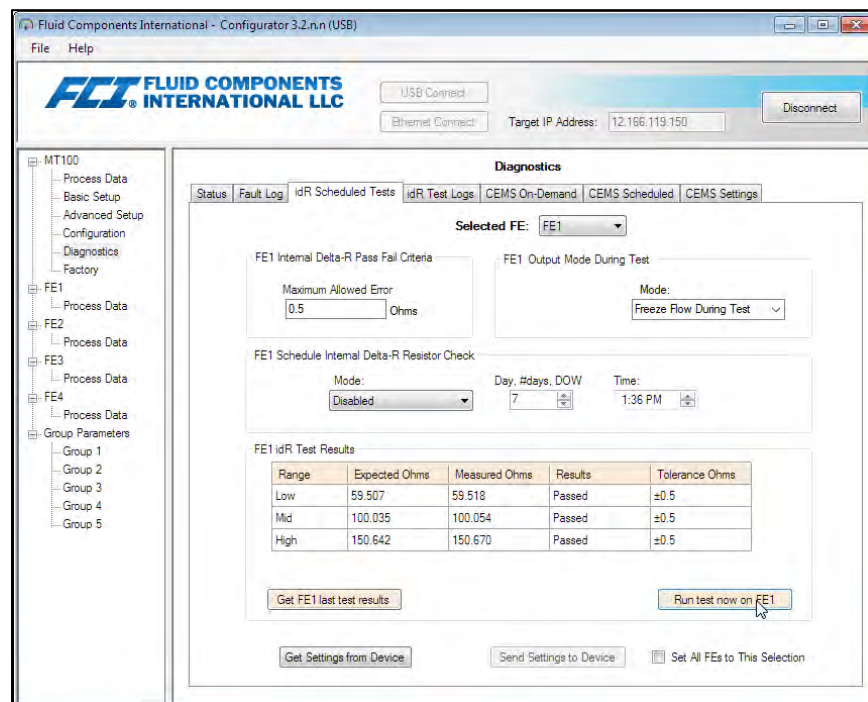 Fluid Components International - Configurator 3.2.n.n (USB)
File Help
FCI® FLUID COMPONENTS
INTERNATIONAL LLC
USB Connect
Ethernet Connect Target IP Address: 12.166.119.150
Disconnect
MT100
Process Data
Basic Setup
Advanced Setup
Configuration
Diagnostics
Factory
FE1
Process Data
FE2
Process Data
FE3
Process Data
FE4
Process Data
Group Parameters
Group 1
Group 2
Group 3
Group 4
Group 5
Diagnostics
Status Fault Log idR Scheduled Tests idR Test Logs CEMS On-Demand CEMS Scheduled CEMS Settings
Selected FE: FE1
FE1 Internal Delta-R Pass Fail Criteria
Maximum Allowed Error
0.5 Ohms
FE1 Output Mode During Test
Mode:
Freeze Flow During Test
FE1 Schedule Internal Delta-R Resistor Check
Mode: Day, #days, DOW Time:
Disabled 7 1:36 PM
FE1 idR Test Results
Range Expected Ohms Measured Ohms Results Tolerance Ohms
Low 59.507 59.518 Passed ±0.5
Mid 100.035 100.054 Passed ±0.5
High 150.642 150.670 Passed ±0.5
Get FE1 last test results Run test now on FE1
Get Settings from Device Send Settings to Device Set All FEs to This Selection